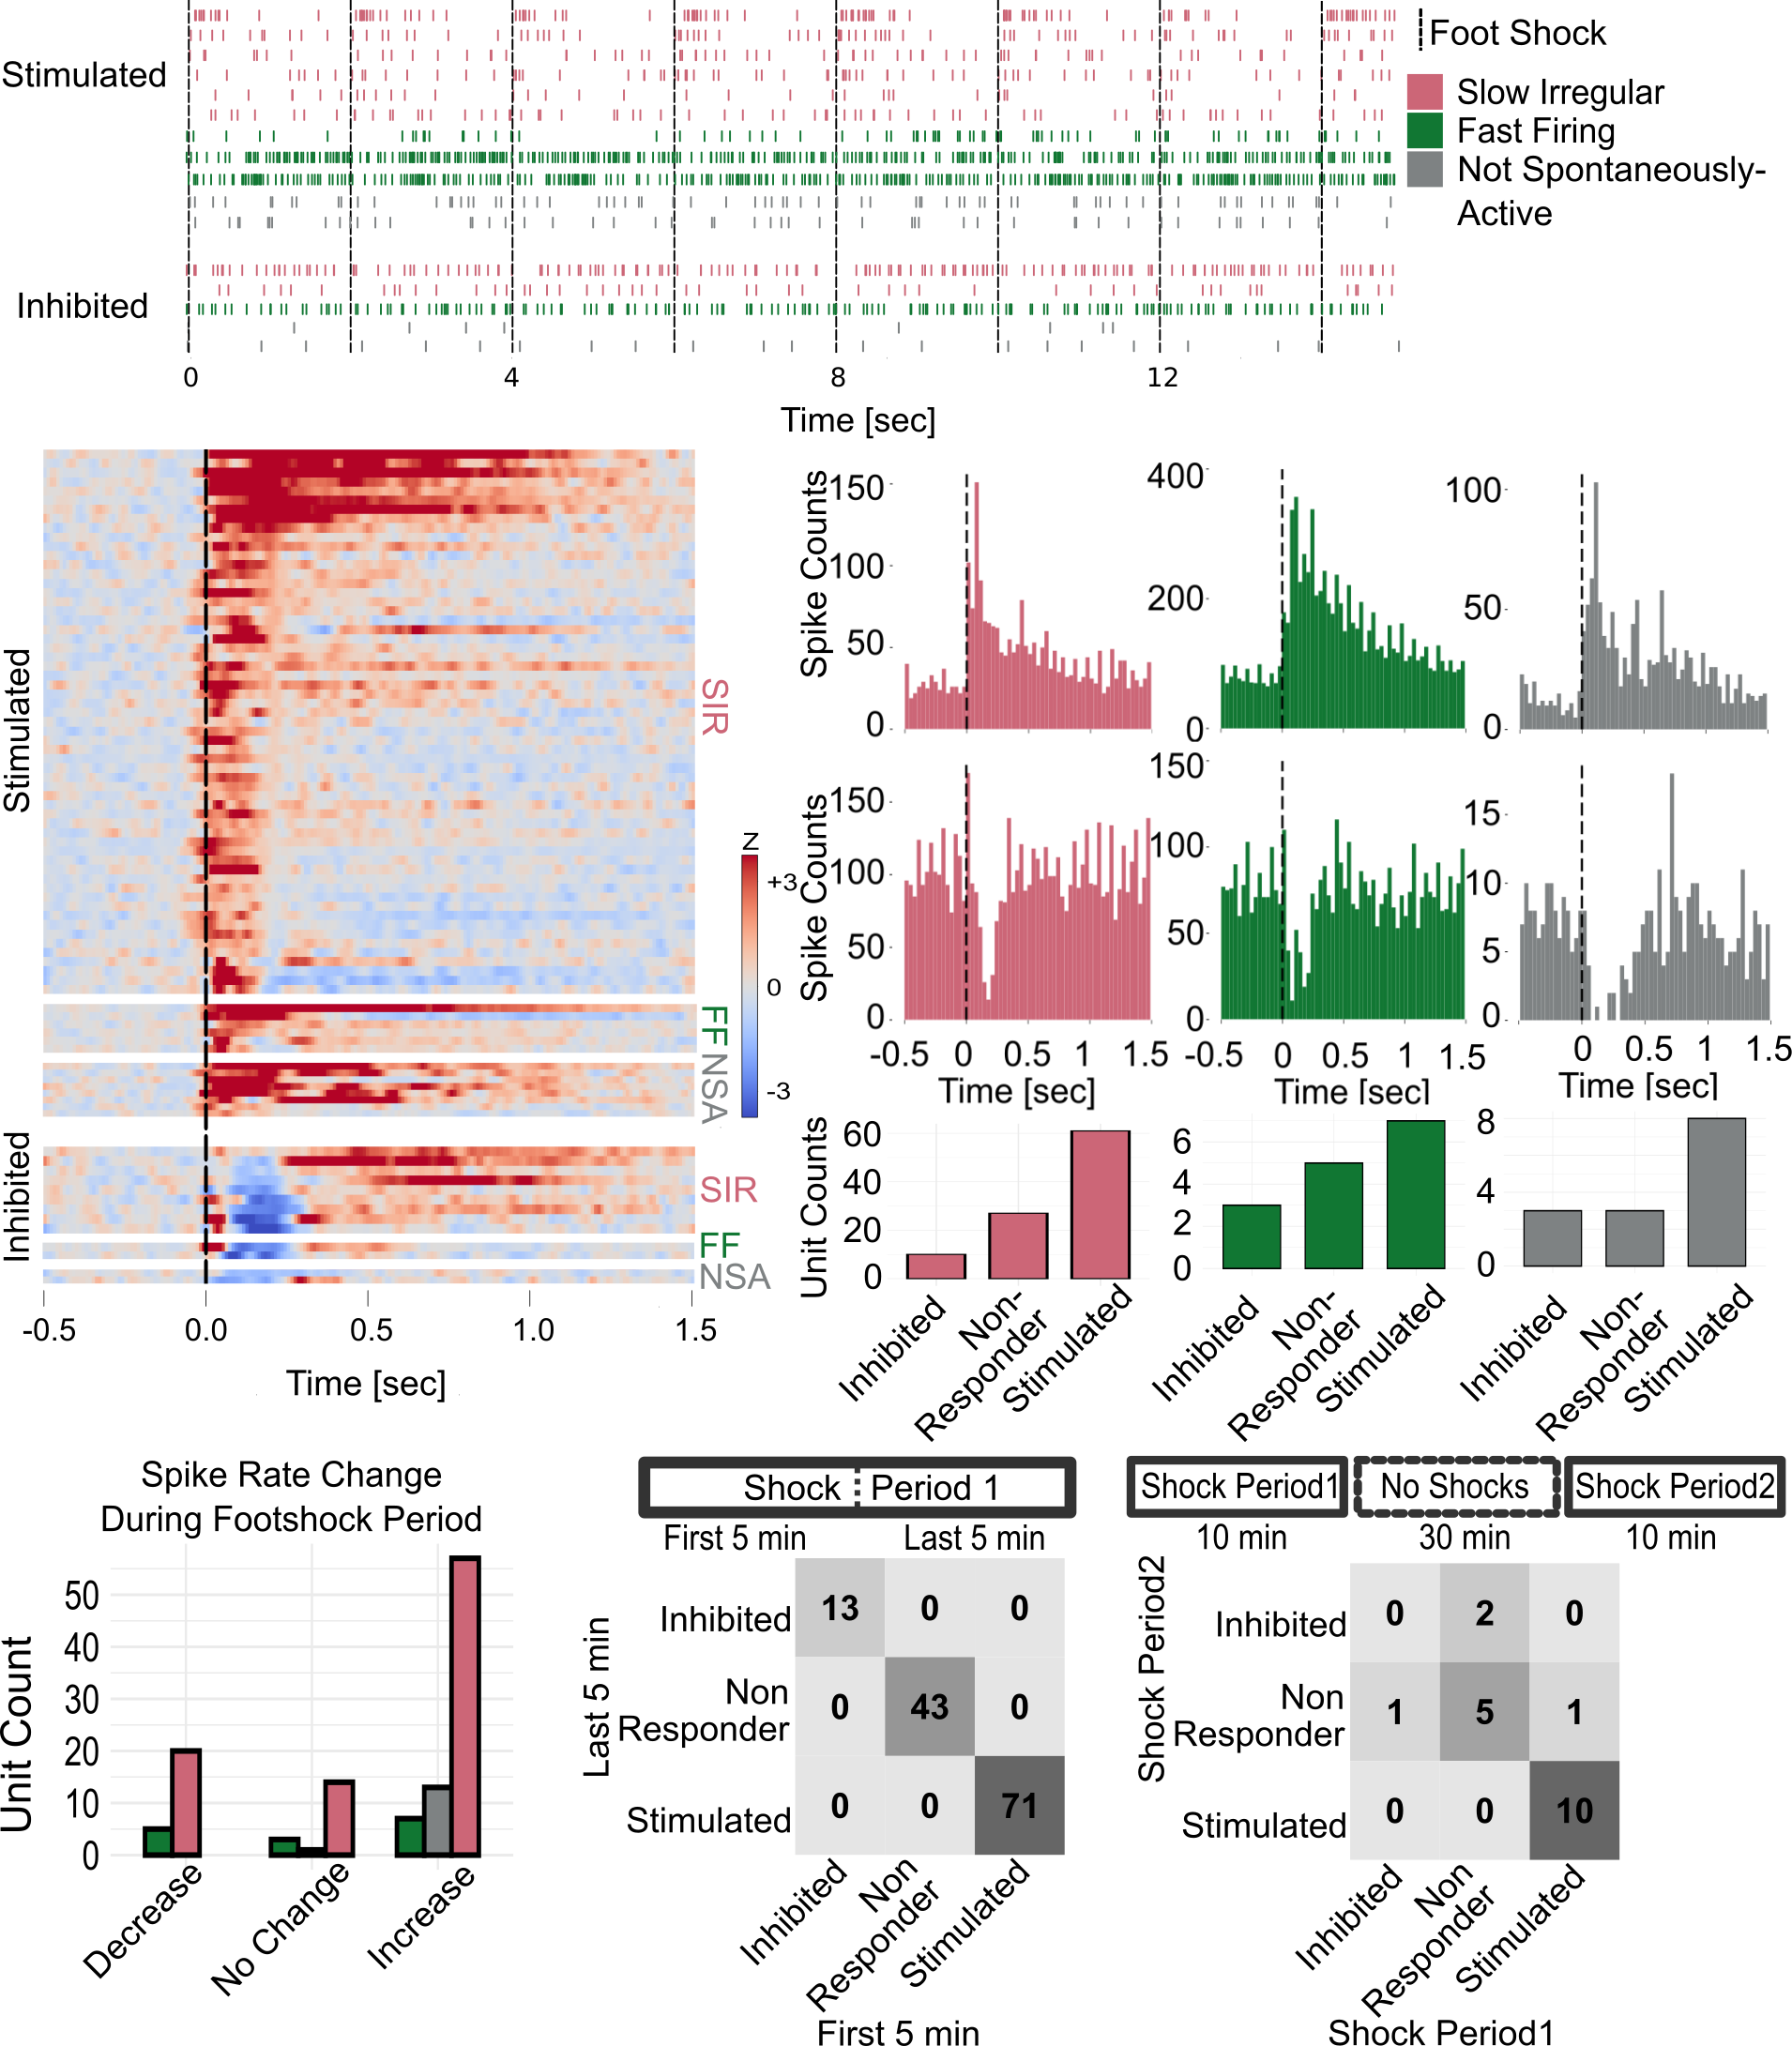 Stimulated
Inhibited
Foot Shock
Slow Irregular
Fast Firing
Not Spontaneously-
Active
0 4 8 12
Time [sec]
Stimulated
Inhibited
SIR
FF
NSA
SIR
FF
NSA
Z
+3
0
-3
-0.5 0.0 0.5 1.0 1.5
Time [sec]
Spike Counts
150
100
50
0
400
200
0
100
50
0
Spike Counts
150
100
50
0
150
100
50
0
15
10
5
0
-0.5 0 0.5 1 1.5
Time [sec]
-0.5 0 0.5 1 1.5
Time [sec]
0 0.5 1 1.5
Time [sec]
Unit Counts
60
40
20
0
Inhibited
Non-
Responder
Stimulated
6
4
2
0
Inhibited
Non-
Responder
Stimulated
8
4
0
Inhibited
Non-
Responder
Stimulated
Spike Rate Change
During Footshock Period
Unit Count
50
40
30
20
10
0
Decrease
No Change
Increase
Shock Period 1
First 5 min Last 5 min
Last 5 min
Inhibited 13 0 0
Non
Responder 0 43 0
Stimulated 0 0 71
Inhibited
Non
Responder
Stimulated
First 5 min
Shock Period1 No Shocks Shock Period2
10 min 30 min 10 min
Shock Period2
Inhibited 0 2 0
Non
Responder 1 5 1
Stimulated 0 0 10
Inhibited
Non
Responder
Stimulated
Shock Period1